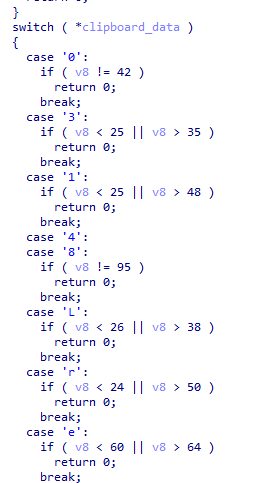 }
switch ( *clipboard_data )
{
case '0':
if ( v8 != 42 )
return 0;
break;
case '3':
if ( v8 < 25 || v8 > 35 )
return 0;
break;
case '1':
if ( v8 < 25 || v8 > 48 )
return 0;
break;
case '4':
case '8':
if ( v8 != 95 )
return 0;
break;
case 'L':
if ( v8 < 26 || v8 > 38 )
return 0;
break;
case 'r':
if ( v8 < 24 || v8 > 50 )
return 0;
break;
case 'e':
if ( v8 < 60 || v8 > 64 )
return 0;
break;